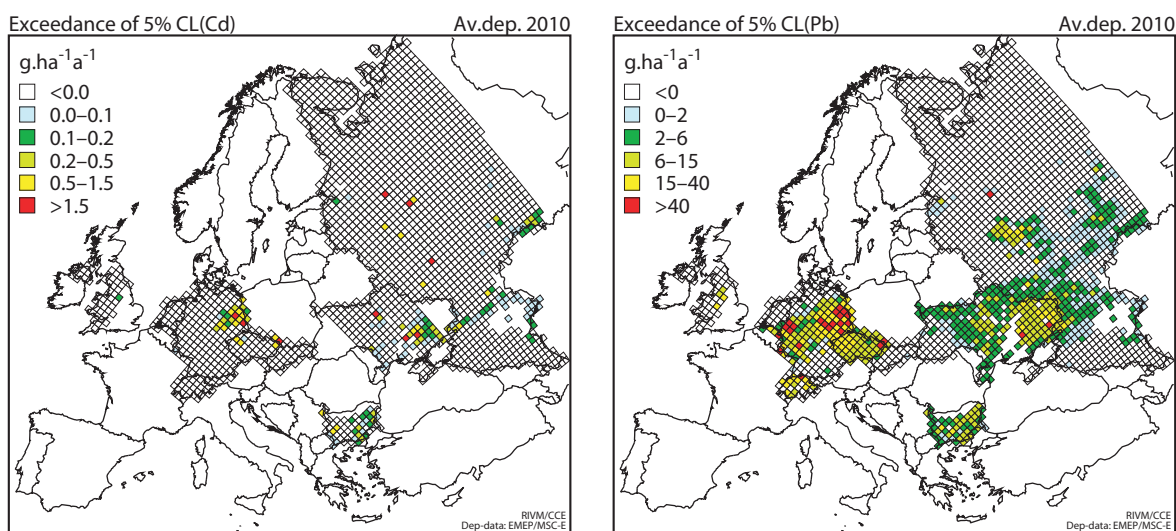 Exceedance of 5% CL(Cd) Av.dep. 2010
g.ha⁻¹a⁻¹
<0.0
0.0–0.1
0.1–0.2
0.2–0.5
0.5–1.5
>1.5
RIVM/CCE
Dep-data: EMEP/MSC-E
Exceedance of 5% CL(Pb) Av.dep. 2010
g.ha⁻¹a⁻¹
<0
0–2
2–6
6–15
15–40
>40
RIVM/CCE
Dep-data: EMEP/MSC-E